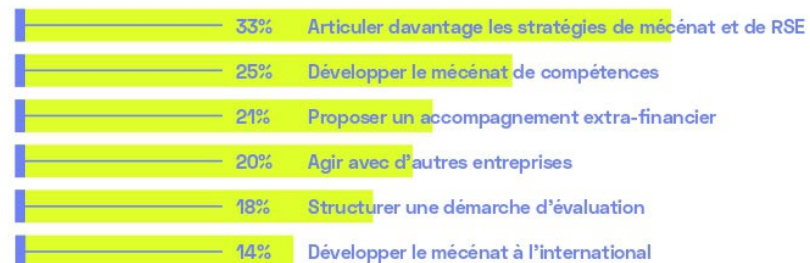 33% Articuler davantage les stratégies de mécénat et de RSE
25% Développer le mécénat de compétences
21% Proposer un accompagnement extra-financier
20% Agir avec d'autres entreprises
18% Structurer une démarche d'évaluation
14% Développer le mécénat à l'international